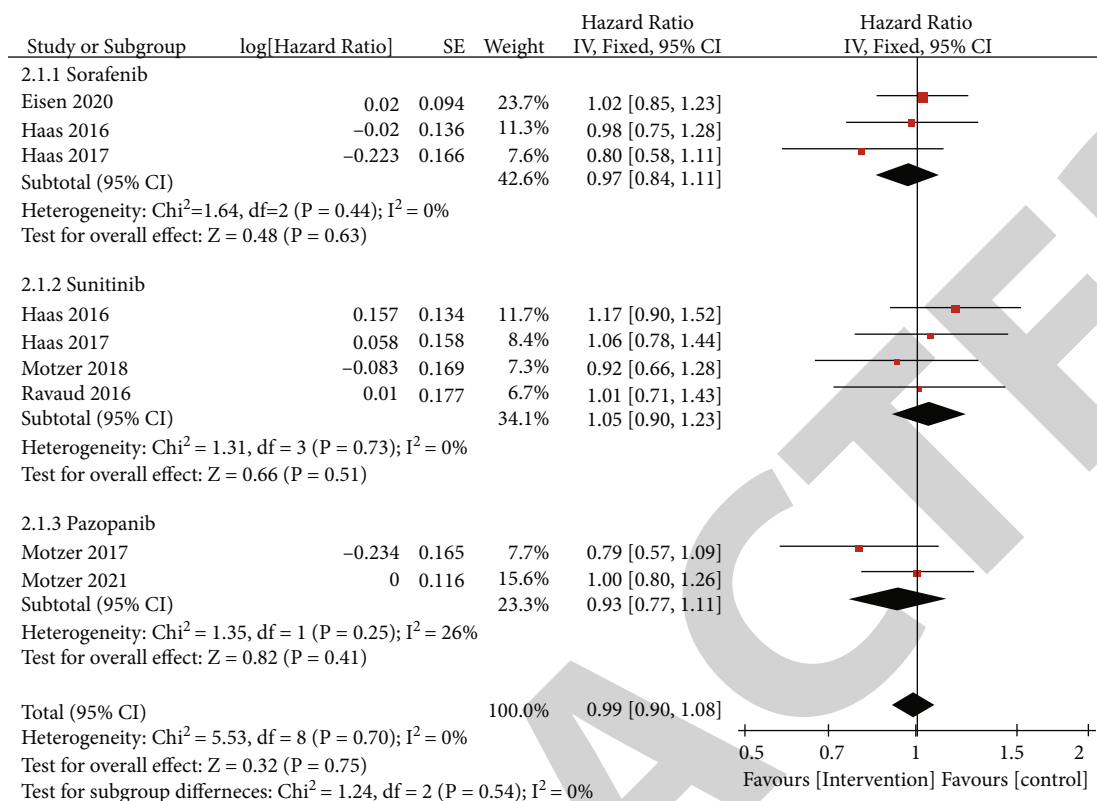 Hazard Ratio Hazard Ratio
Study or Subgroup log[Hazard Ratio] SE Weight IV, Fixed, 95% CI IV, Fixed, 95% CI
2.1.1 Sorafenib
Eisen 2020 0.02 0.094 23.7% 1.02 [0.85, 1.23]
Haas 2016 –0.02 0.136 11.3% 0.98 [0.75, 1.28]
Haas 2017 –0.223 0.166 7.6% 0.80 [0.58, 1.11]
Subtotal (95% CI) 42.6% 0.97 [0.84, 1.11]
Heterogeneity: Chi²=1.64, df=2 (P = 0.44); I² = 0%
Test for overall effect: Z = 0.48 (P = 0.63)
2.1.2 Sunitinib
Haas 2016 0.157 0.134 11.7% 1.17 [0.90, 1.52]
Haas 2017 0.058 0.158 8.4% 1.06 [0.78, 1.44]
Motzer 2018 –0.083 0.169 7.3% 0.92 [0.66, 1.28]
Ravaud 2016 0.01 0.177 6.7% 1.01 [0.71, 1.43]
Subtotal (95% CI) 34.1% 1.05 [0.90, 1.23]
Heterogeneity: Chi² = 1.31, df = 3 (P = 0.73); I² = 0%
Test for overall effect: Z = 0.66 (P = 0.51)
2.1.3 Pazopanib
Motzer 2017 –0.234 0.165 7.7% 0.79 [0.57, 1.09]
Motzer 2021 0 0.116 15.6% 1.00 [0.80, 1.26]
Subtotal (95% CI) 23.3% 0.93 [0.77, 1.11]
Heterogeneity: Chi² = 1.35, df = 1 (P = 0.25); I² = 26%
Test for overall effect: Z = 0.82 (P = 0.41)
Total (95% CI) 100.0% 0.99 [0.90, 1.08]
Heterogeneity: Chi² = 5.53, df = 8 (P = 0.70); I² = 0%
Test for overall effect: Z = 0.32 (P = 0.75)
Test for subgroup differneces: Chi² = 1.24, df = 2 (P = 0.54); I² = 0%
0.5 0.7 1 1.5 2
Favours [Intervention] Favours [control]
ACTE